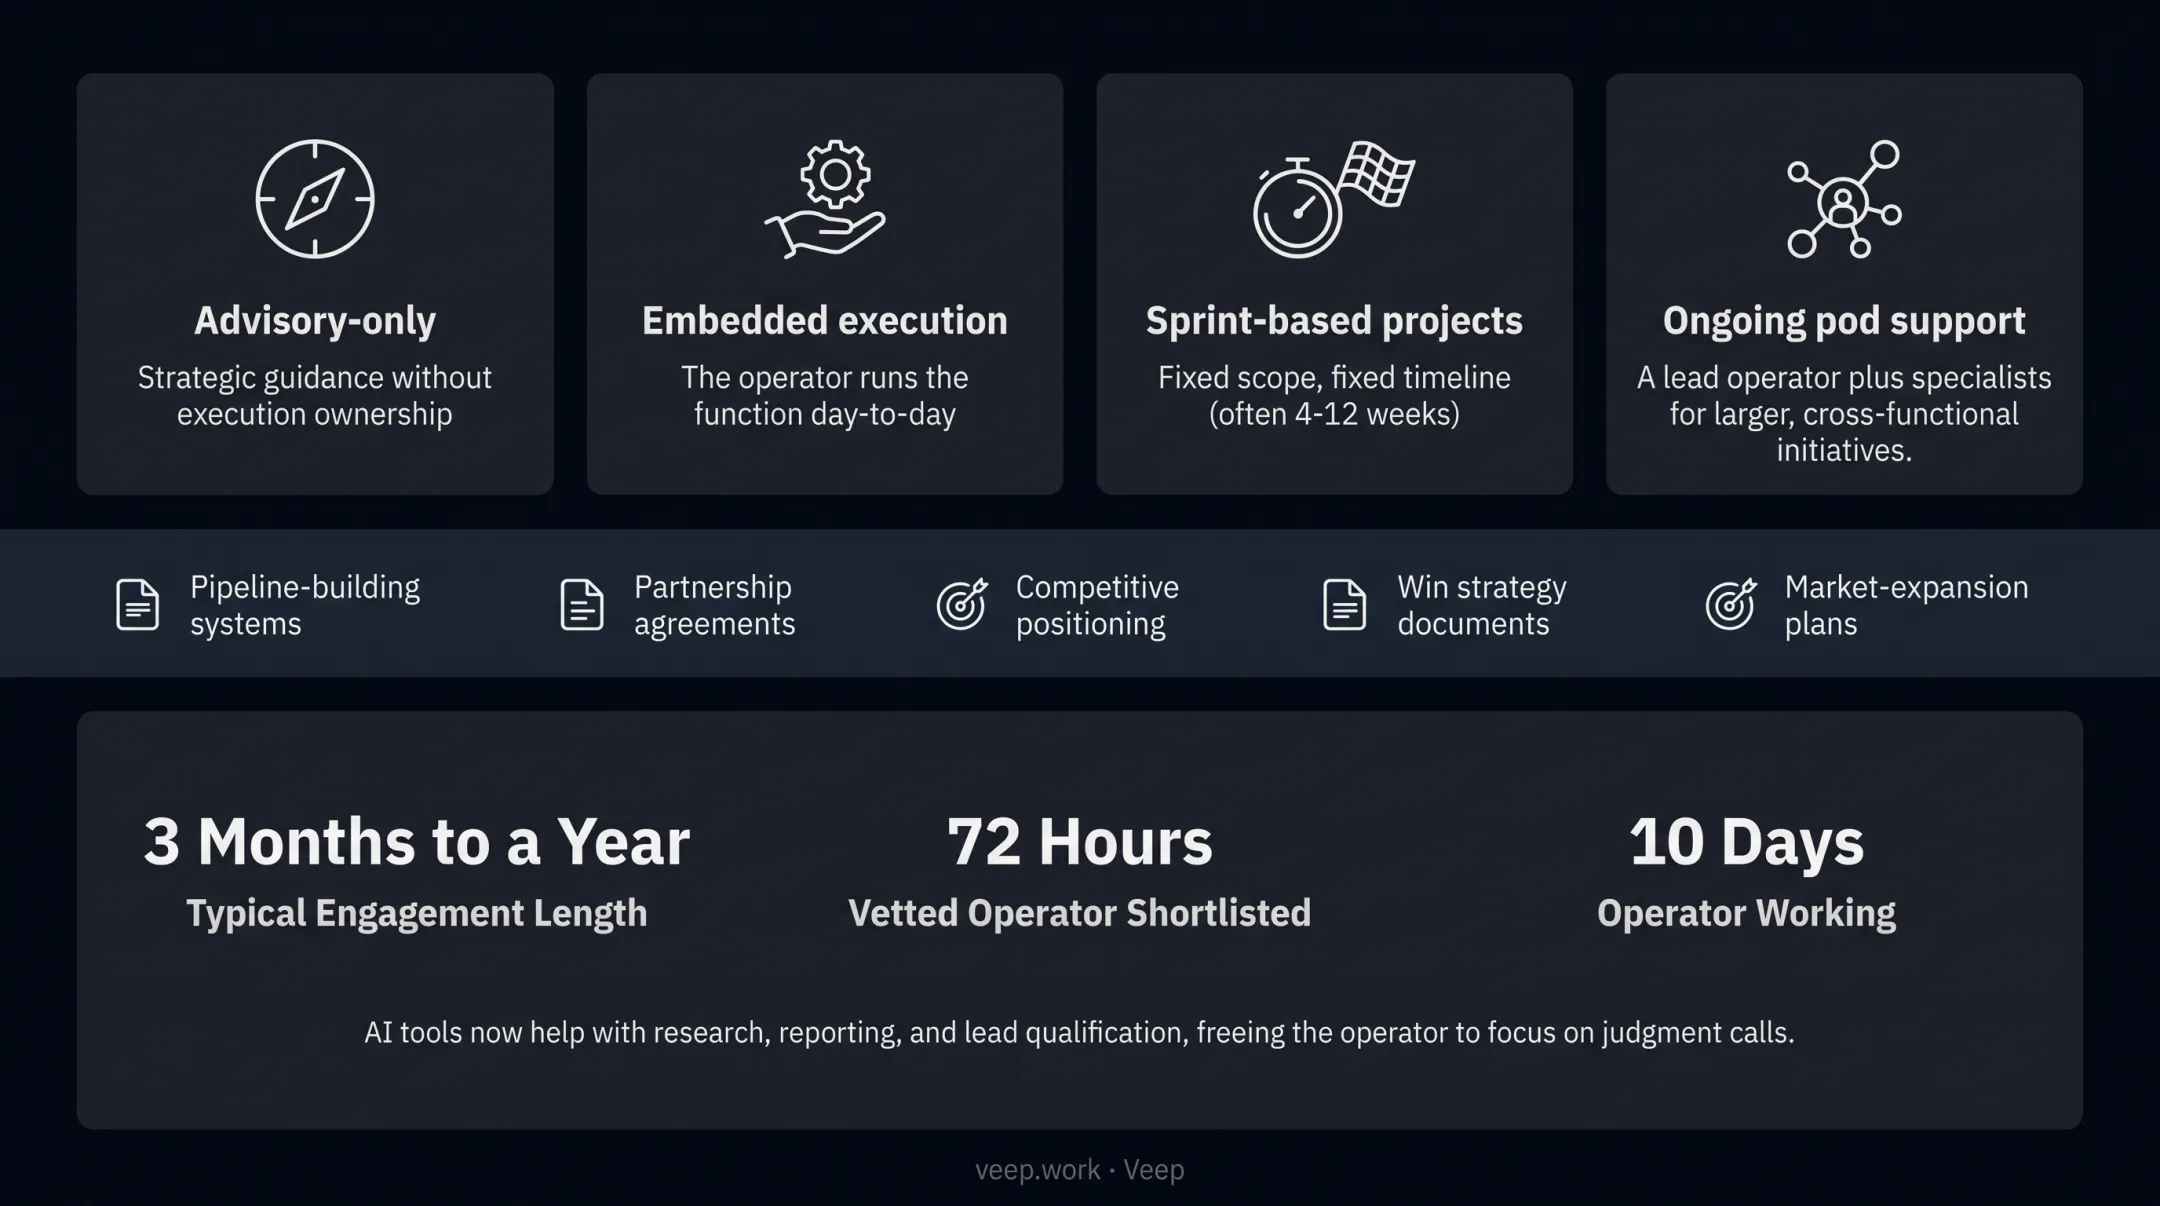 Advisory-only
Strategic guidance without
execution ownership
Embedded execution
The operator runs the
function day-to-day
Sprint-based projects
Fixed scope, fixed timeline
(often 4-12 weeks)
Ongoing pod support
A lead operator plus specialists
for larger, cross-functional
initiatives.
Pipeline-building
systems
Partnership
agreements
Competitive
positioning
Win strategy
documents
Market-expansion
plans
3 Months to a Year
Typical Engagement Length
72 Hours
Vetted Operator Shortlisted
10 Days
Operator Working
AI tools now help with research, reporting, and lead qualification, freeing the operator to focus on judgment calls.
veep.work · Veep